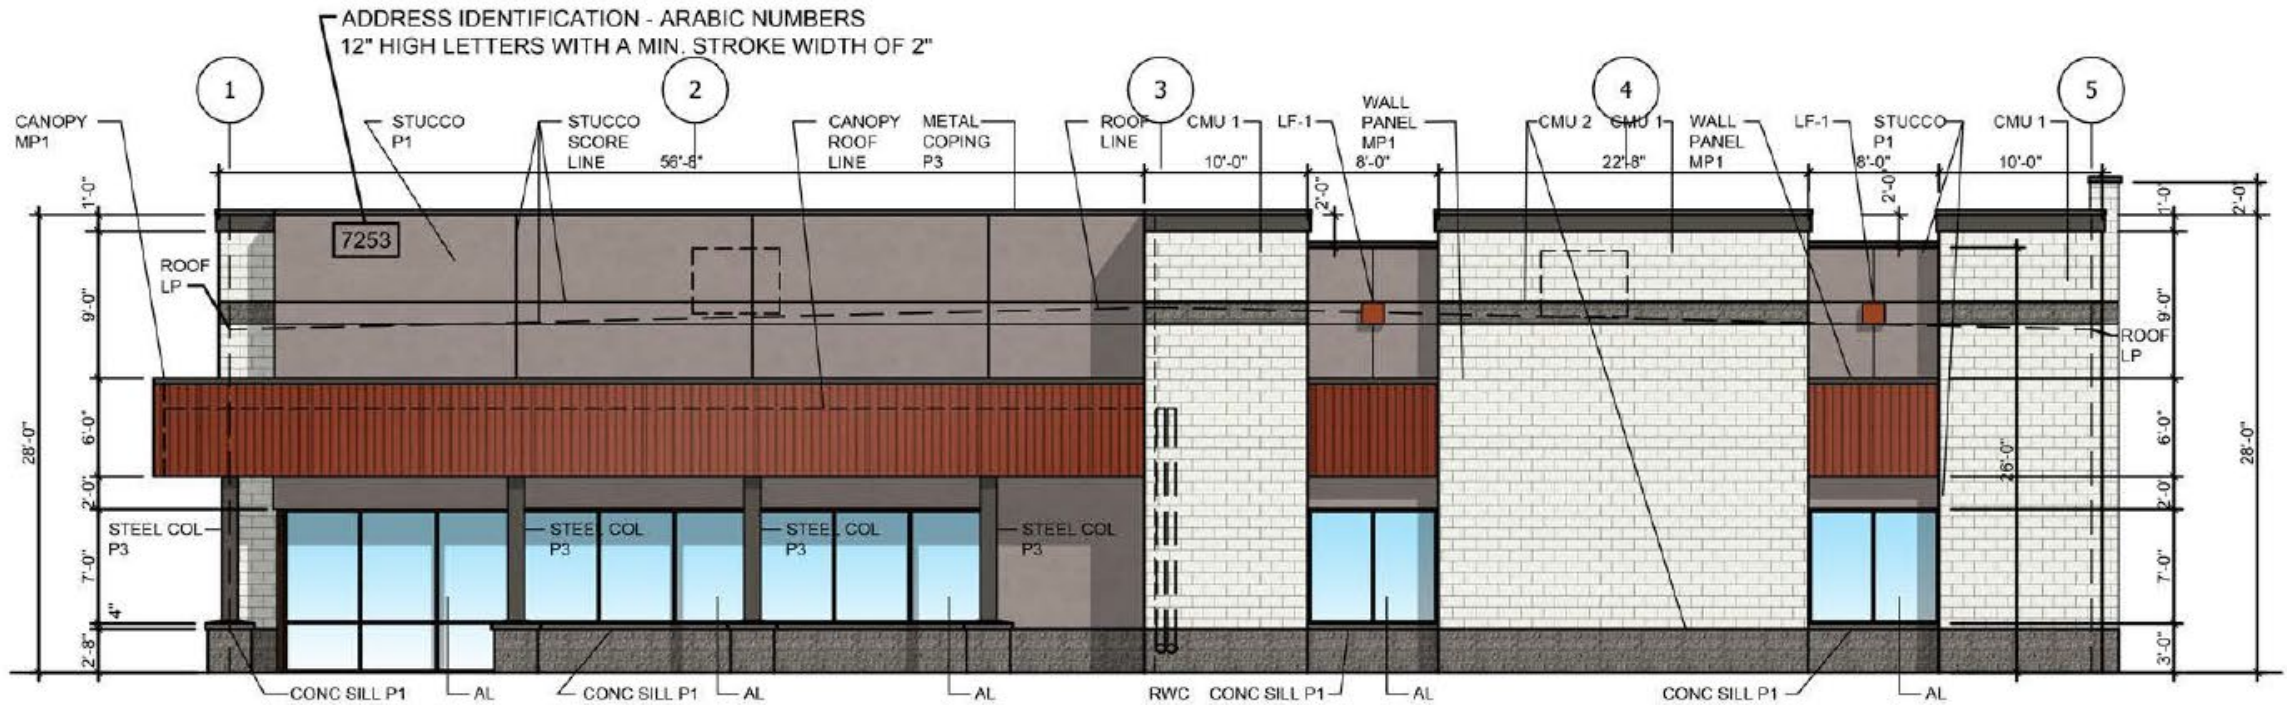 ADDRESS IDENTIFICATION - ARABIC NUMBERS
12" HIGH LETTERS WITH A MIN. STROKE WIDTH OF 2"
1
2
3
4
5
CANOPY
MP1
STUCCO
P1
STUCCO
SCORE
LINE
CANOPY
ROOF
LINE
METAL
COPING
P3
ROOF
LINE
CMU 1
LF-1
WALL
PANEL
MP1
CMU 2
CMU 1
WALL
PANEL
MP1
LF-1
STUCCO
P1
CMU 1
56'-8"
10'-0"
8'-0"
22'-8"
8'-0"
10'-0"
1'-0"
2'-0"
2'-0"
1'-0"
2'-0"
7253
ROOF
LP
9'-0"
9'-0"
ROOF
LP
28'-0"
6'-0"
6'-0"
26'-0"
28'-0"
2'-0"
2'-0"
STEEL COL
P3
STEEL COL
P3
STEEL COL
P3
STEEL COL
P3
7'-0"
7'-0"
4"
2'-8"
3'-0"
CONC SILL P1
AL
CONC SILL P1
AL
AL
RWC
CONC SILL P1
AL
CONC SILL P1
AL